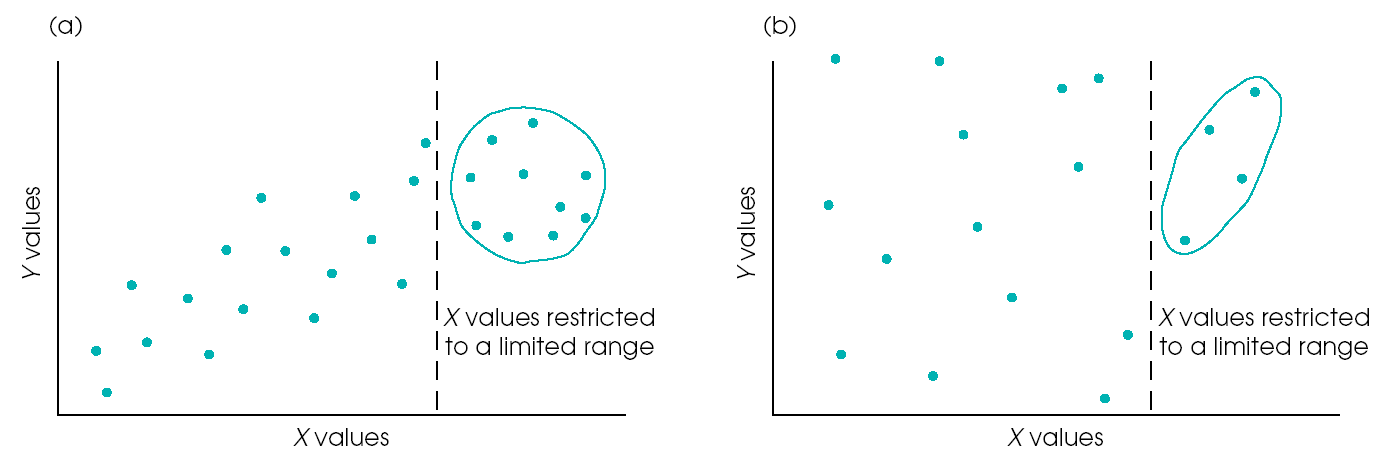 (a)
Y values
X values restricted
to a limited range
X values
(b)
Y values
X values restricted
to a limited range
X values